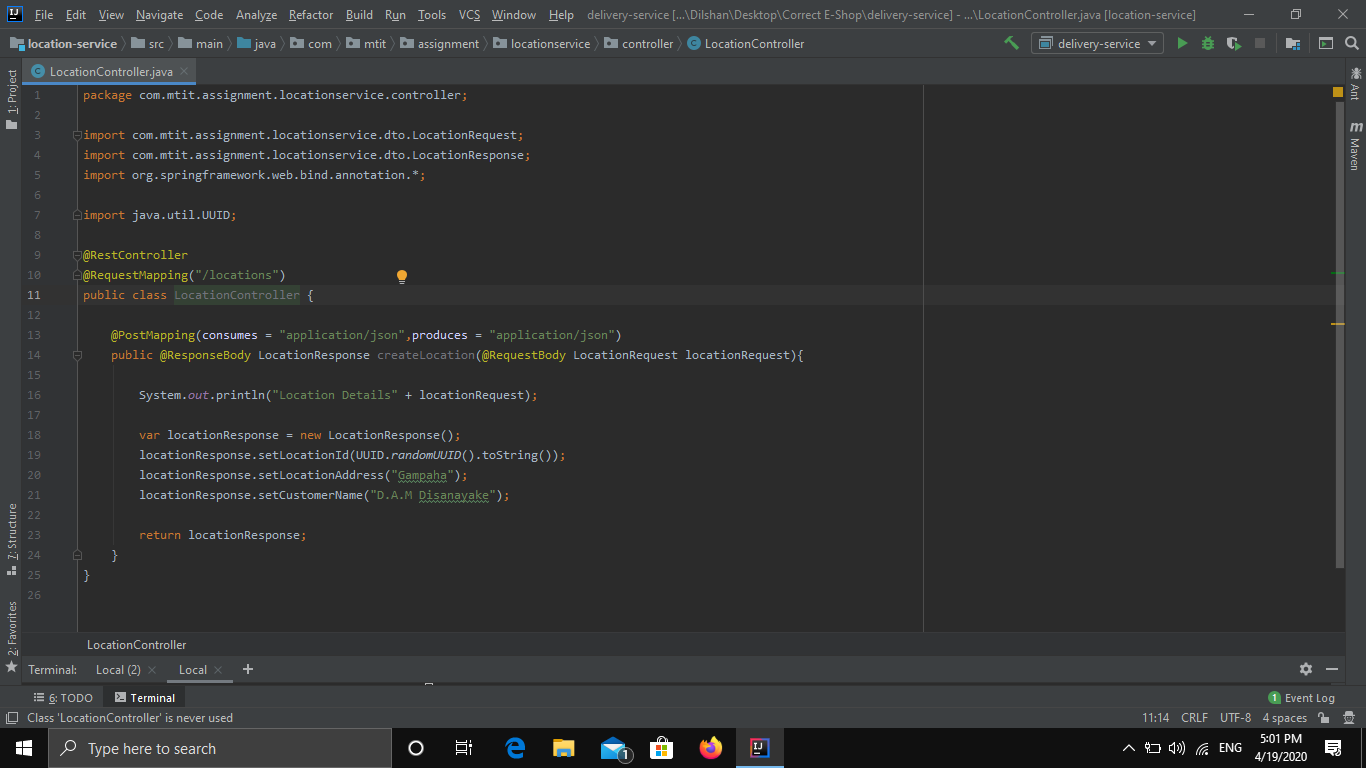 File Edit View Navigate Code Analyze Refactor Build Run Tools VCS Window Help delivery-service [...\Dilshan\Desktop\Correct E-Shop\delivery-service] - ...\LocationController.java [location-service]
location-service src main java com mtit assignment locationservice controller LocationController delivery-service
LocationController.java
1: Project
Ant
Maven
1 package com.mtit.assignment.locationservice.controller;
2
3 import com.mtit.assignment.locationservice.dto.LocationRequest;
4 import com.mtit.assignment.locationservice.dto.LocationResponse;
5 import org.springframework.web.bind.annotation.*;
6
7 import java.util.UUID;
8
9 @RestController
10 @RequestMapping("/locations")
11 public class LocationController {
12
13 @PostMapping(consumes = "application/json",produces = "application/json")
14 public @ResponseBody LocationResponse createLocation(@RequestBody LocationRequest locationRequest){
15
16 System.out.println("Location Details" + locationRequest);
17
18 var locationResponse = new LocationResponse();
19 locationResponse.setLocationId(UUID.randomUUID().toString());
20 locationResponse.setLocationAddress("Gampaha");
21 locationResponse.setCustomerName("D.A.M Disanayake");
22
23 return locationResponse;
24 }
25 }
26
7: Structure
2: Favorites
LocationController
Terminal: Local (2) Local
6: TODO Terminal 1 Event Log
Class 'LocationController' is never used 11:14 CRLF UTF-8 4 spaces
Type here to search 1 ENG 5:01 PM
4/19/2020